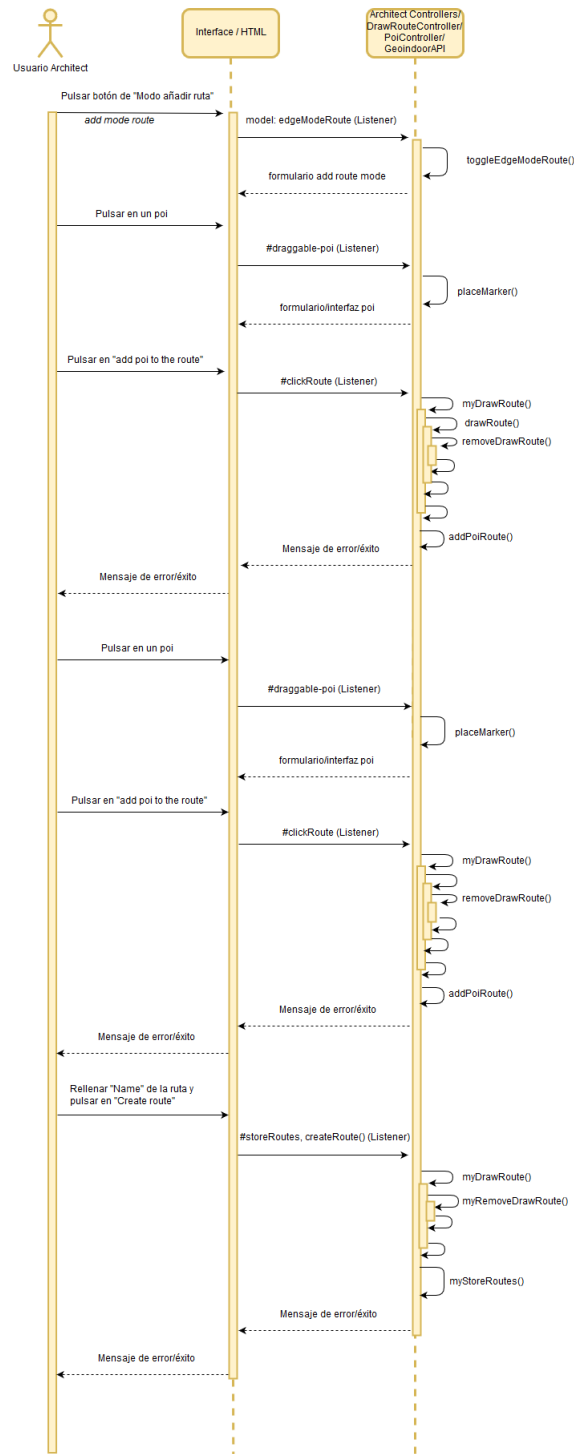 Usuario Architect
Interface / HTML
Architect Controllers/
DrawRouteController/
PoiController/
GeoindoorAPI
Pulsar botón de "Modo añadir ruta"
add mode route
model: edgeModeRoute (Listener)
toggleEdgeModeRoute()
formulario add route mode
Pulsar en un poi
#draggable-poi (Listener)
placeMarker()
formulario/interfaz poi
Pulsar en "add poi to the route"
#clickRoute (Listener)
myDrawRoute()
drawRoute()
removeDrawRoute()
addPoiRoute()
Mensaje de error/éxito
Mensaje de error/éxito
Pulsar en un poi
#draggable-poi (Listener)
placeMarker()
formulario/interfaz poi
Pulsar en "add poi to the route"
#clickRoute (Listener)
myDrawRoute()
removeDrawRoute()
addPoiRoute()
Mensaje de error/éxito
Mensaje de error/éxito
Rellenar "Name" de la ruta y
pulsar en "Create route"
#storeRoutes, createRoute() (Listener)
myDrawRoute()
myRemoveDrawRoute()
myStoreRoutes()
Mensaje de error/éxito
Mensaje de error/éxito